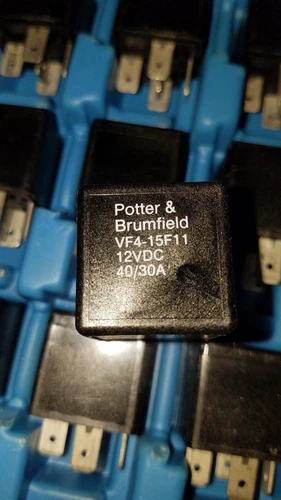 Potter &
Brumfield
VF4-15F11
12VDC
40/30A